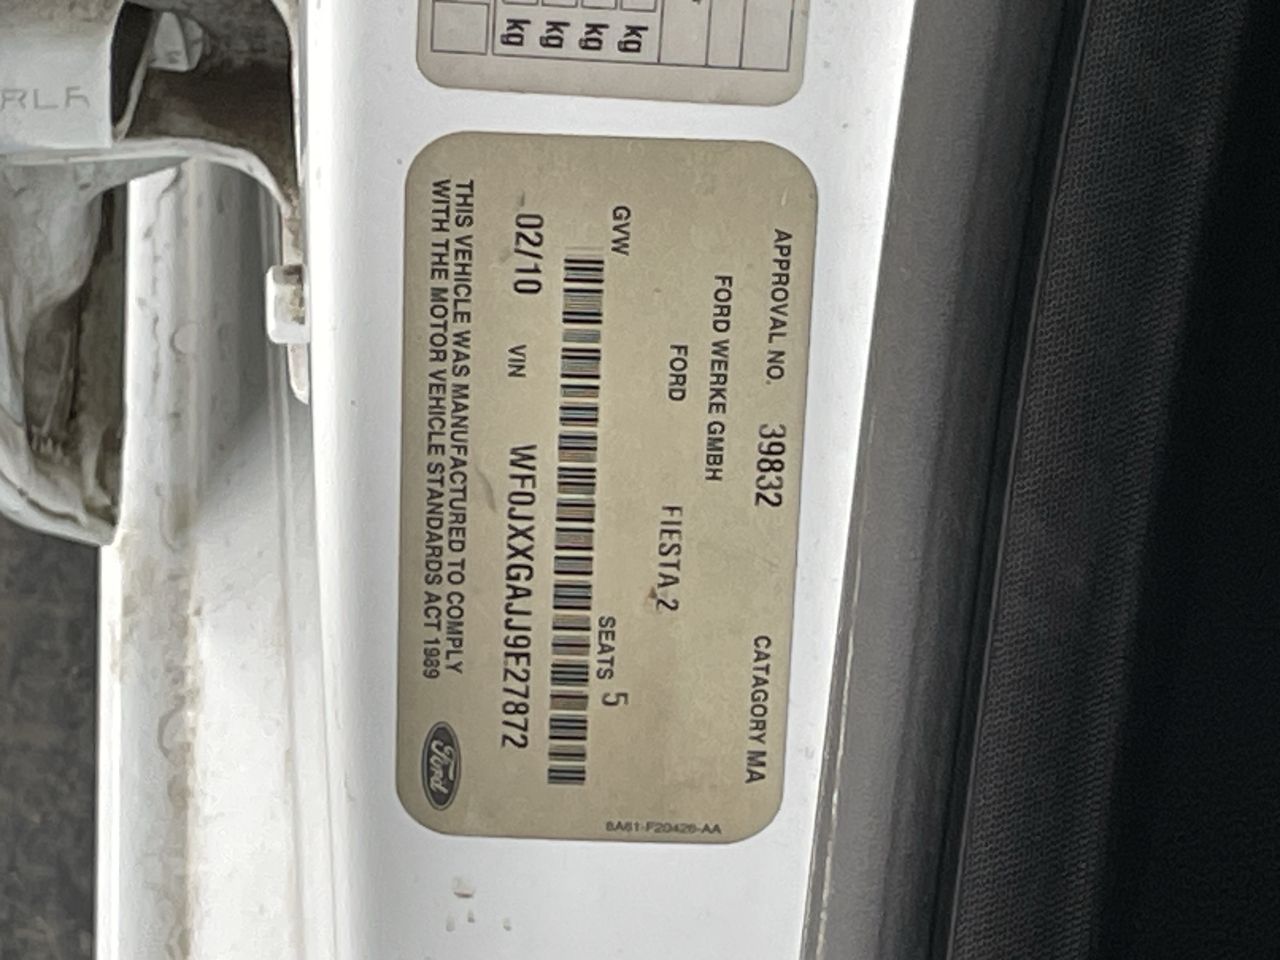 RLF
kg
kg
kg
kg
APPROVAL NO. 39832 CATAGORY MA
FORD WERKE GMBH
FORD FIESTA 2
GVW SEATS 5
02/10 VIN WF0JXXGAJJ9E27872
THIS VEHICLE WAS MANUFACTURED TO COMPLY
WITH THE MOTOR VEHICLE STANDARDS ACT 1989
Ford
8A61-F20426-AA